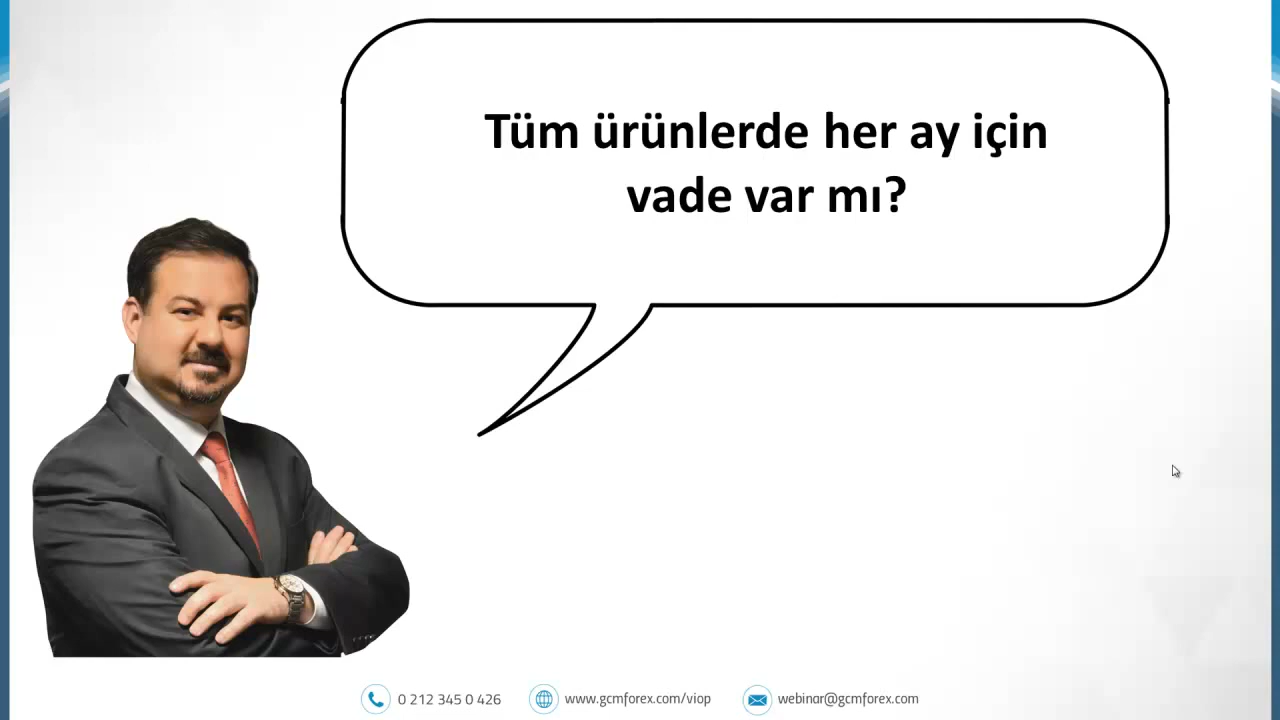 Tüm ürünlerde her ay için
vade var mı?
0 212 345 0 426
www.gcmforex.com/viop
webinar@gcmforex.com